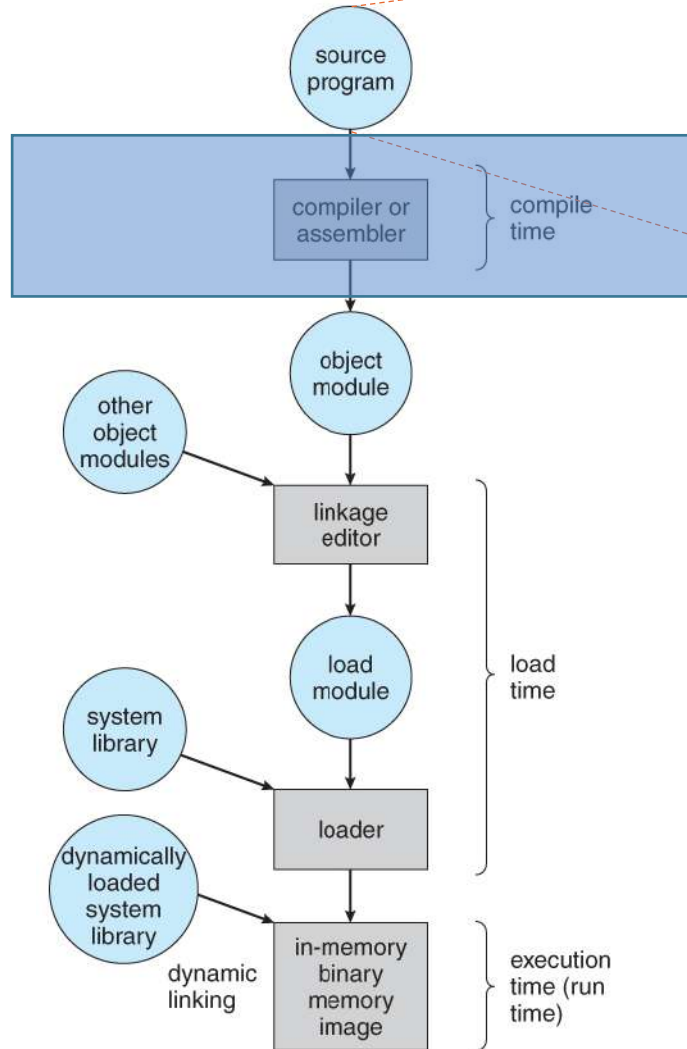 source
program
compiler or
assembler
compile
time
object
module
other
object
modules
linkage
editor
load
module
load
time
system
library
loader
dynamically
loaded
system
library
dynamic
linking
in-memory
binary
memory
image
execution
time (run
time)